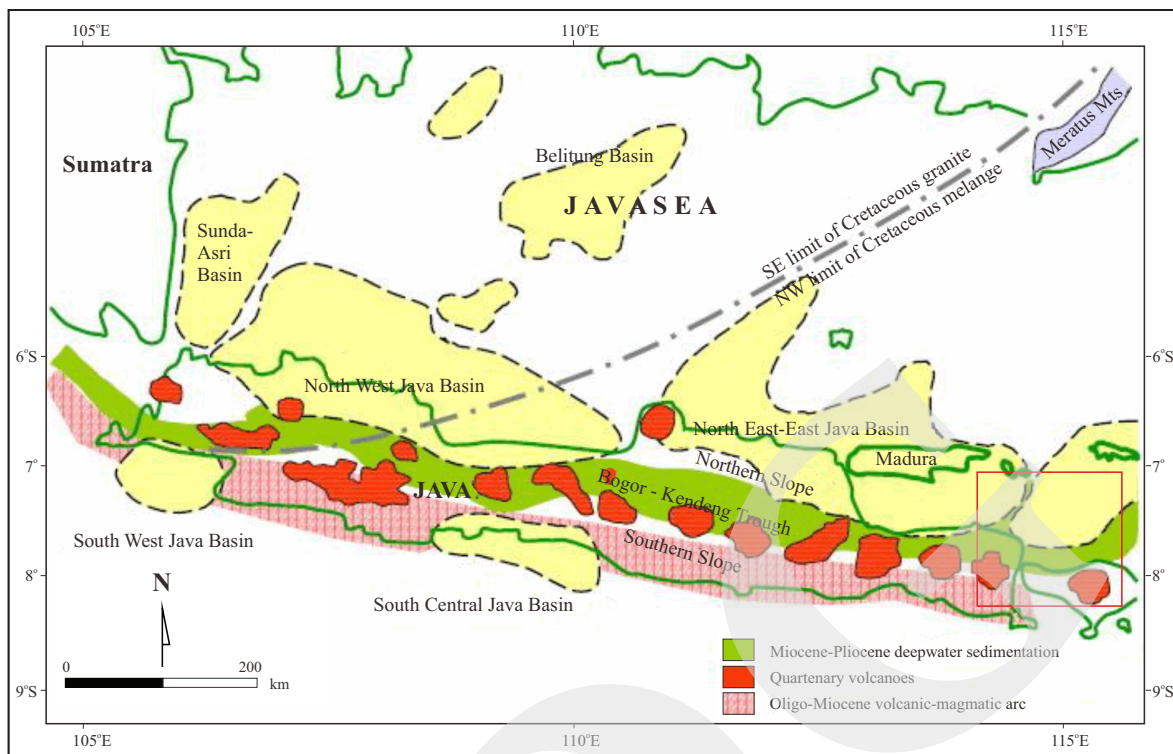 105°E 110°E 115°E
Meratus Mts
Sumatra
Belitung Basin
JAVASEA
SE limit of Cretaceous granite
NW limit of Cretaceous melange
Sunda-
Asri
Basin
6°S 6°S
North West Java Basin
North East-East Java Basin
Madura
Northern Slope
7° 7°S
JAVA
Bogor - Kendeng Trough
Southern Slope
South West Java Basin
8° 8°S
N
South Central Java Basin
Miocene-Pliocene deepwater sedimentation
0 200
km
Quartenary volcanoes
9°S 9°S
Oligo-Miocene volcanic-magmatic arc
105°E 110°E 115°E